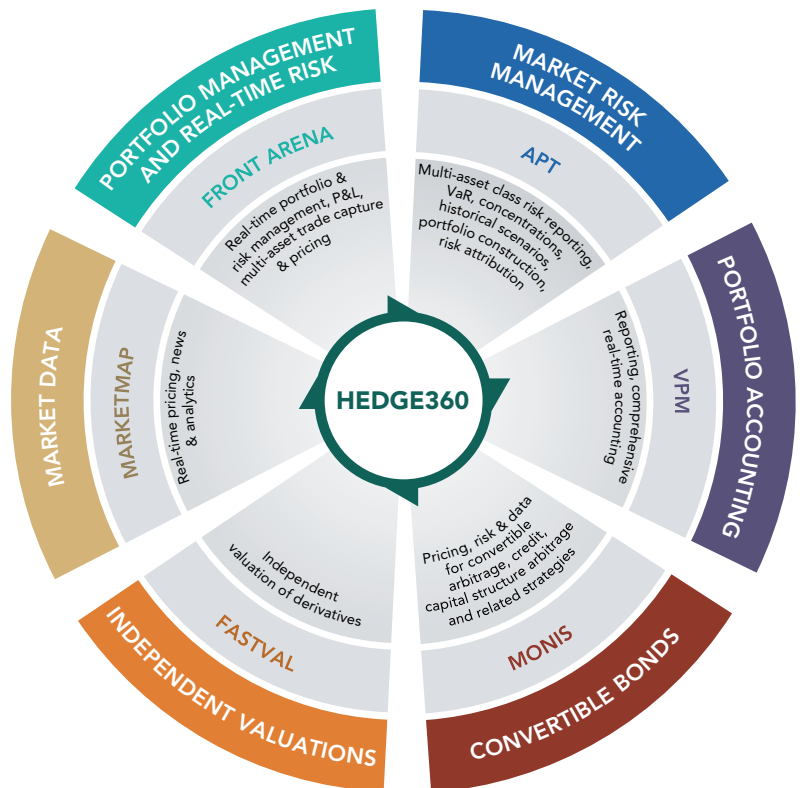 PORTFOLIO MANAGEMENT
AND REAL-TIME RISK
FRONT ARENA
Real-time portfolio &
risk management, P&L,
multi-asset trade capture
& pricing
MARKET RISK
MANAGEMENT
APT
Multi-asset class risk reporting,
VaR, concentrations,
historical scenarios,
portfolio construction,
risk attribution
PORTFOLIO ACCOUNTING
VPM
Reporting, comprehensive
real-time accounting
CONVERTIBLE BONDS
MONIS
Pricing, risk & data
for convertible
arbitrage, credit,
capital structure arbitrage
and related strategies
INDEPENDENT VALUATIONS
FASTVAL
Independent
valuation of derivatives
MARKET DATA
MARKETMAP
Real-time pricing, news
& analytics
HEDGE360